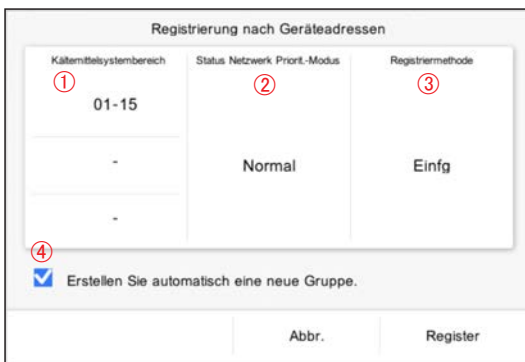 Registrierung nach Geräteadressen
Kältemittelsystembereich Status Netzwerk Priorit.-Modus Registriermethode
① ② ③
01-15
-
Normal Einfg
-
④
Erstellen Sie automatisch eine neue Gruppe.
Abbr. Register